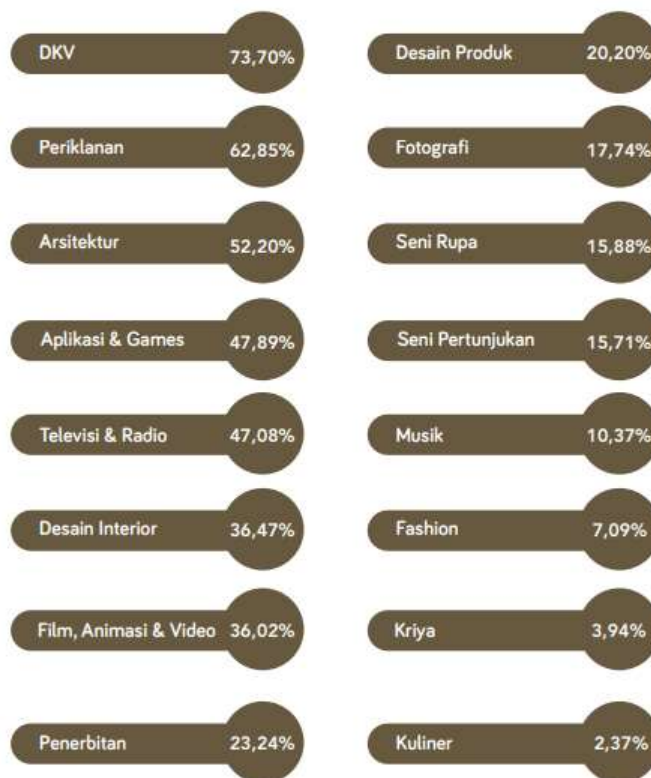 DKV 73,70%
Periklanan 62,85%
Arsitektur 52,20%
Aplikasi & Games 47,89%
Televisi & Radio 47,08%
Desain Interior 36,47%
Film, Animasi & Video 36,02%
Penerbitan 23,24%
Desain Produk 20,20%
Fotografi 17,74%
Seni Rupa 15,88%
Seni Pertunjukan 15,71%
Musik 10,37%
Fashion 7,09%
Kriya 3,94%
Kuliner 2,37%